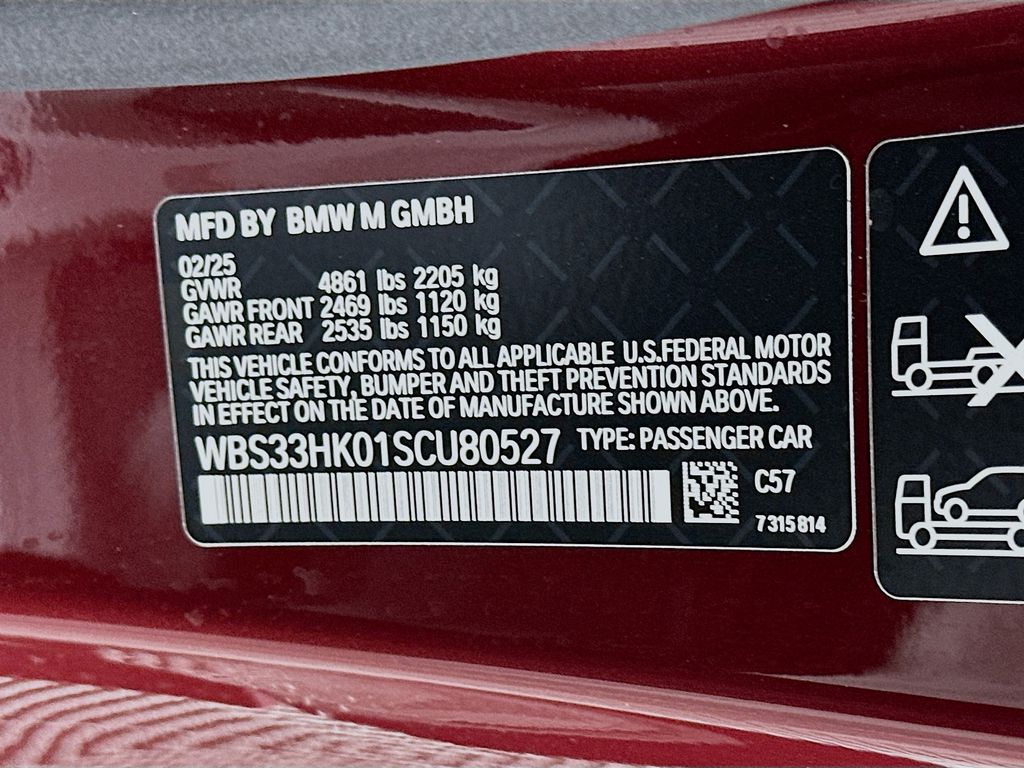 MFD BY BMW M GMBH
02/25
GVWR 4861 lbs 2205 kg
GAWR FRONT 2469 lbs 1120 kg
GAWR REAR 2535 lbs 1150 kg
THIS VEHICLE CONFORMS TO ALL APPLICABLE U.S.FEDERAL MOTOR
VEHICLE SAFETY, BUMPER AND THEFT PREVENTION STANDARDS
IN EFFECT ON THE DATE OF MANUFACTURE SHOWN ABOVE.
WBS33HK01SCU80527 TYPE: PASSENGER CAR
C57
7315814